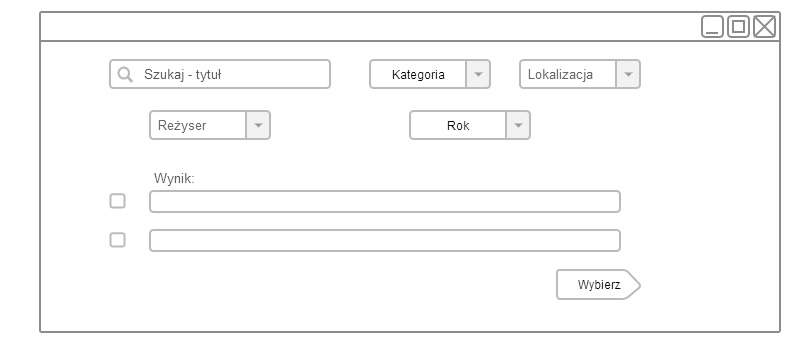 Szukaj - tytuł
Kategoria
Lokalizacja
Reżyser
Rok
Wynik:
Wybierz